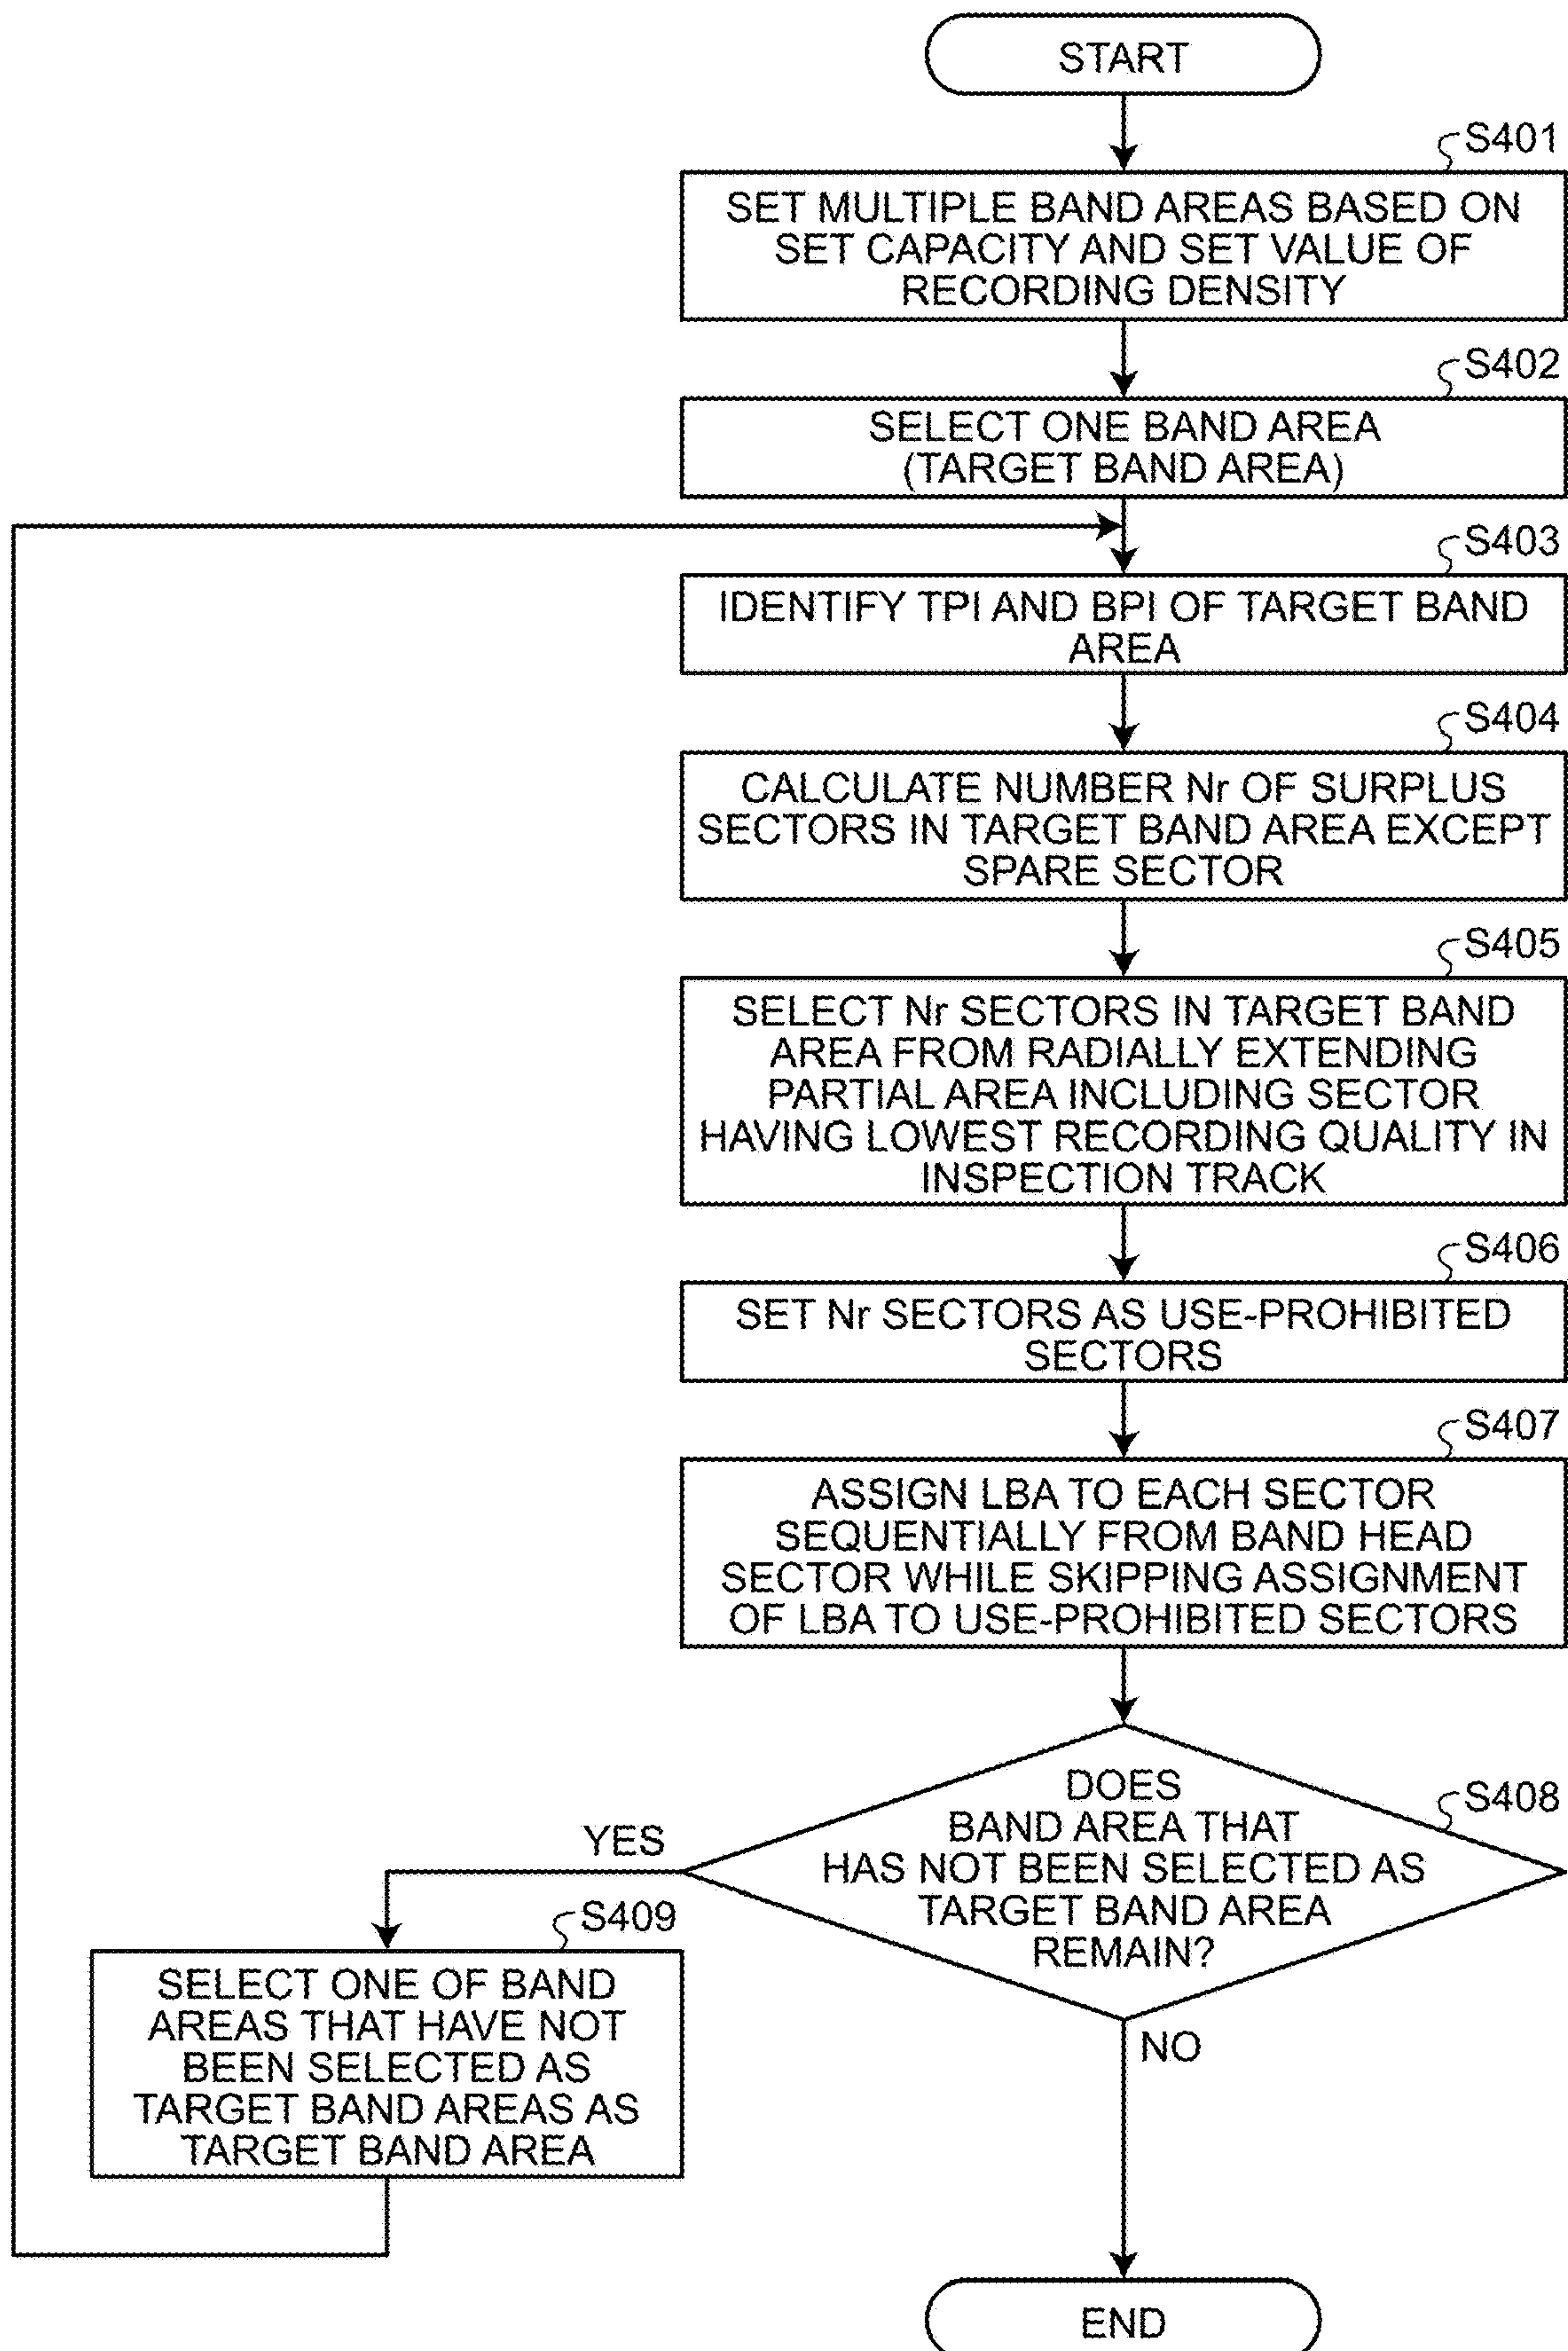 START
S401
SET MULTIPLE BAND AREAS BASED ON
SET CAPACITY AND SET VALUE OF
RECORDING DENSITY
S402
SELECT ONE BAND AREA
(TARGET BAND AREA)
S403
IDENTIFY TPI AND BPI OF TARGET BAND
AREA
S404
CALCULATE NUMBER Nr OF SURPLUS
SECTORS IN TARGET BAND AREA EXCEPT
SPARE SECTOR
S405
SELECT Nr SECTORS IN TARGET BAND
AREA FROM RADIALLY EXTENDING
PARTIAL AREA INCLUDING SECTOR
HAVING LOWEST RECORDING QUALITY IN
INSPECTION TRACK
S406
SET Nr SECTORS AS USE-PROHIBITED
SECTORS
S407
ASSIGN LBA TO EACH SECTOR
SEQUENTIALLY FROM BAND HEAD
SECTOR WHILE SKIPPING ASSIGNMENT
OF LBA TO USE-PROHIBITED SECTORS
S408
DOES
BAND AREA THAT
HAS NOT BEEN SELECTED AS
TARGET BAND AREA
REMAIN?
YES
S409
SELECT ONE OF BAND
AREAS THAT HAVE NOT
BEEN SELECTED AS
TARGET BAND AREAS AS
TARGET BAND AREA
NO
END